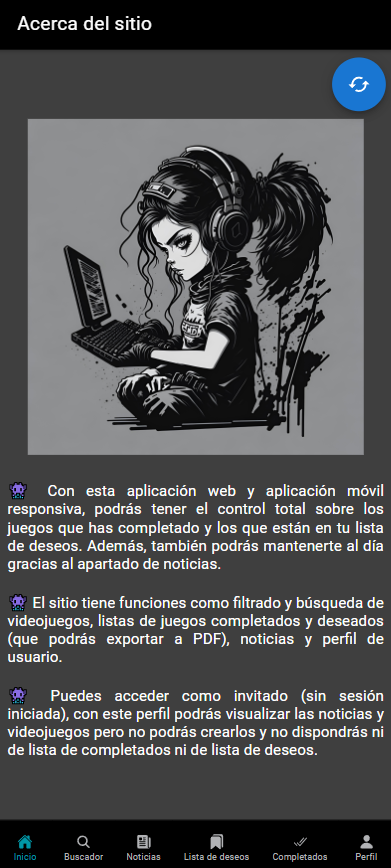 Acerca del sitio
Con esta aplicación web y aplicación móvil
responsiva, podrás tener el control total sobre los
juegos que has completado y los que están en tu lista
de deseos. Además, también podrás mantenerte al día
gracias al apartado de noticias.
El sitio tiene funciones como filtrado y búsqueda de
videojuegos, listas de juegos completados y deseados
(que podrás exportar a PDF), noticias y perfil de
usuario.
Puedes acceder como invitado (sin sesión
iniciada), con este perfil podrás visualizar las noticias y
videojuegos pero no podrás crearlos y no dispondrás ni
de lista de completados ni de lista de deseos.
Inicio
Buscador
Noticias
Lista de deseos
Completados
Perfil